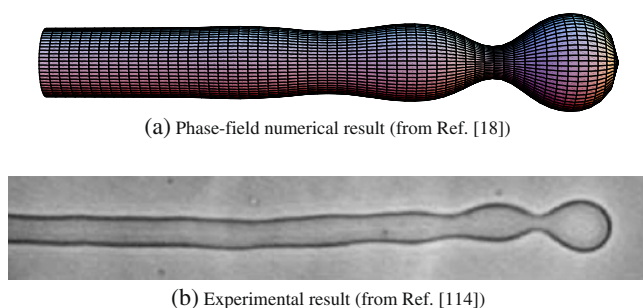 (a) Phase-field numerical result (from Ref. [18])
(b) Experimental result (from Ref. [114])